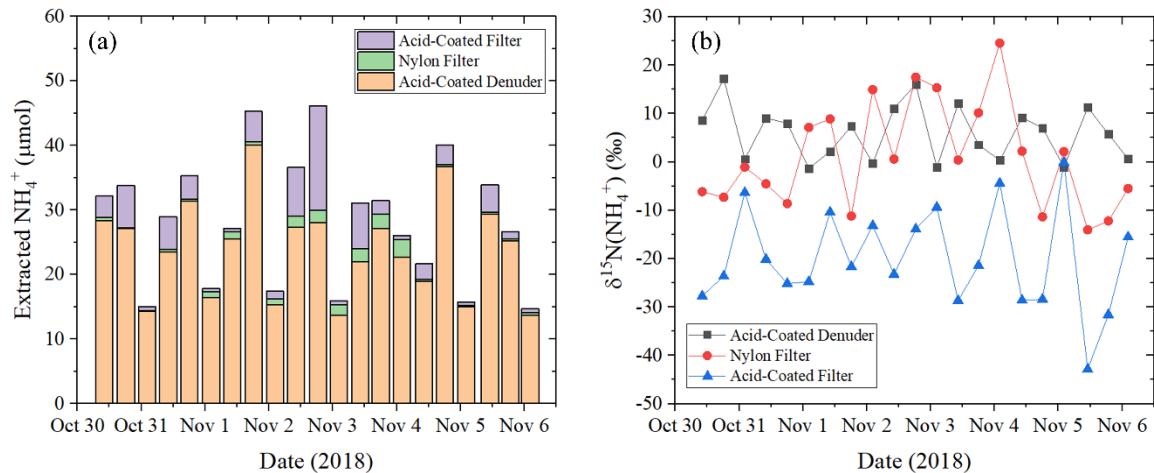 (a)
Acid-Coated Filter
Nylon Filter
Acid-Coated Denuder
Extracted NH₄⁺ (μmol)
60
50
40
30
20
10
0
Oct 30 Oct 31 Nov 1 Nov 2 Nov 3 Nov 4 Nov 5 Nov 6
Date (2018)
(b)
δ¹⁵N(NH₄⁺) (‰)
30
20
10
0
-10
-20
-30
-40
-50
Acid-Coated Denuder
Nylon Filter
Acid-Coated Filter
Oct 30 Oct 31 Nov 1 Nov 2 Nov 3 Nov 4 Nov 5 Nov 6
Date (2018)